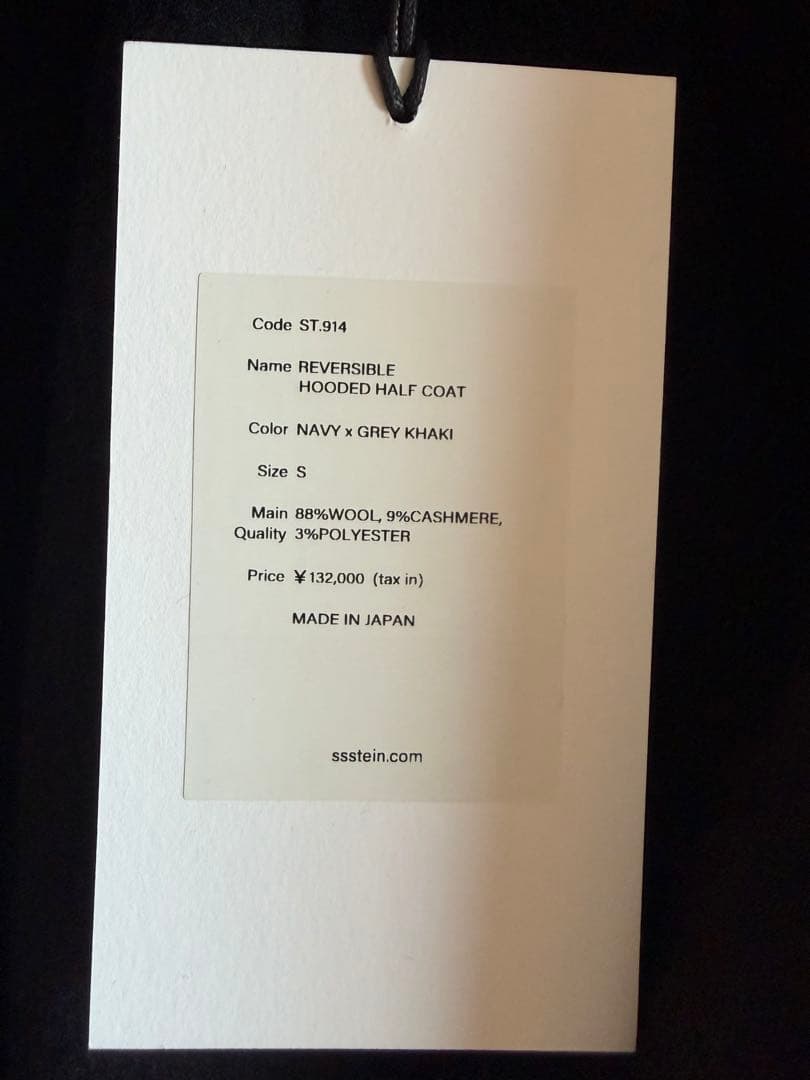 Code ST.914
Name REVERSIBLE
HOODED HALF COAT
Color NAVY x GREY KHAKI
Size S
Main 88%WOOL, 9%CASHMERE,
Quality 3%POLYESTER
Price ¥132,000 (tax in)
MADE IN JAPAN
ssstein.com